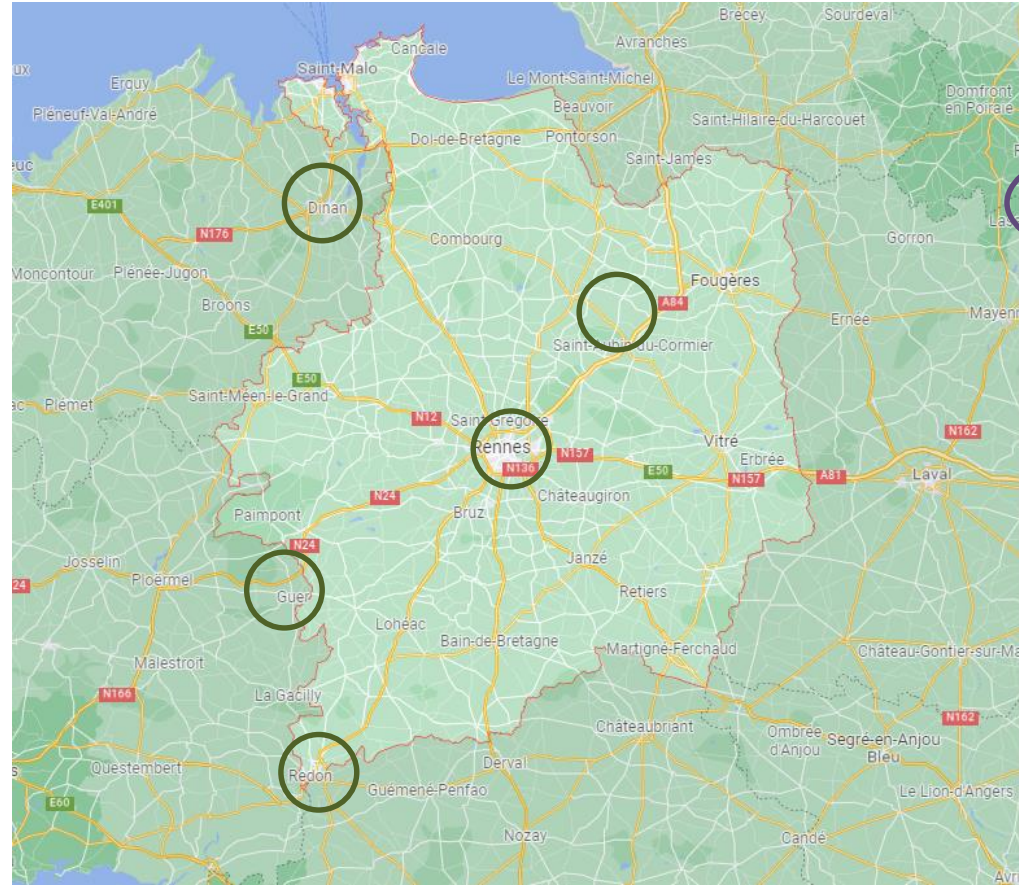 Brecey
Sourdeval
Cancale
Avranches
Saint-Malo
Le Mont-Saint-Michel
Erquy
Domfront
en Poiraie
Beauvoir
Pléneuf-Val-André
Saint-Hilaire-du-Harcouet
Dol-de-Bretagne
Pontorson
Saint-James
euc
E401
Dinan
N176
Combourg
Gorron
Moncontour
Plénée-Jugon
Fougères
Broons
A84
Ernée
Mayenn
E50
Saint-Aubin-du-Cormier
E50
Saint-Méen-le-Grand
Plémet
N12
Saint-Grégoire
N162
Rennes
Vitré
N157
Erbrée
N136
E50
N157
A81
Laval
N24
Châteaugiron
Paimpont
Bruz
N24
Josselin
Janzé
24
Ploërmel
Guer
Retiers
Lohéac
Bain-de-Bretagne
Martigné-Ferchaud
Château-Gontier-sur-Ma
Malestroit
La Gacilly
N166
N162
Châteaubriant
Ombrée
d'Anjou
Segré-en-Anjou
Bleu
Questembert
Redon
Derval
Guémené-Penfao
Le Lion-d'Angers
E60
Nozay
Candé
Avri